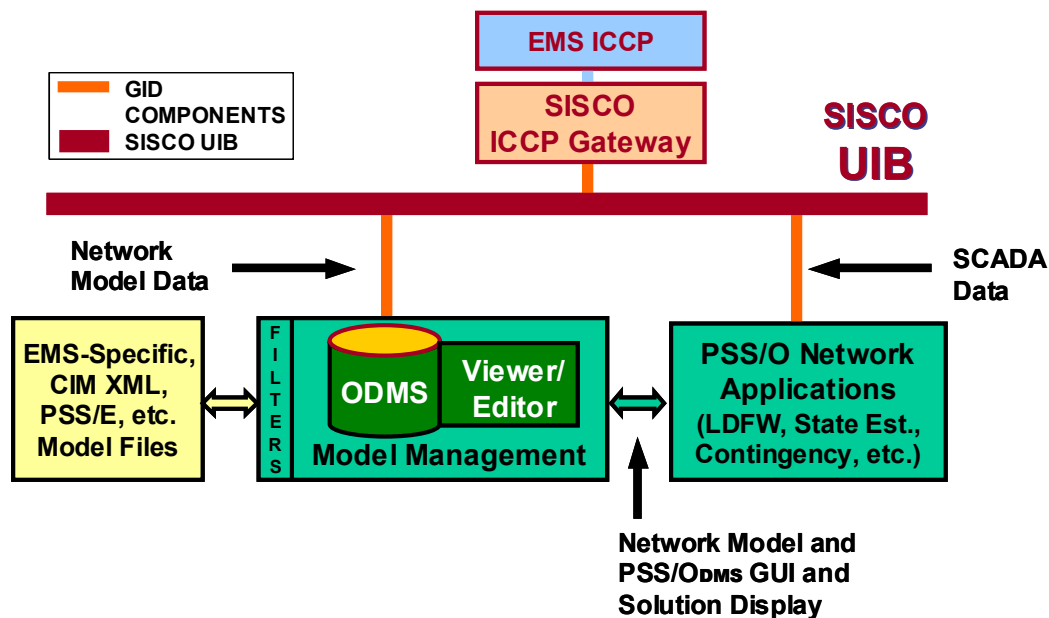 EMS ICCP
GID
COMPONENTS
SISCO UIB
SISCO
ICCP Gateway
SISCO
UIB
Network
Model Data
SCADA
Data
EMS-Specific,
CIM XML,
PSS/E, etc.
Model Files
FILTERS
ODMS
Viewer/
Editor
Model Management
PSS/O Network
Applications
(LDFW, State Est.,
Contingency, etc.)
Network Model and
PSS/ODMS GUI and
Solution Display